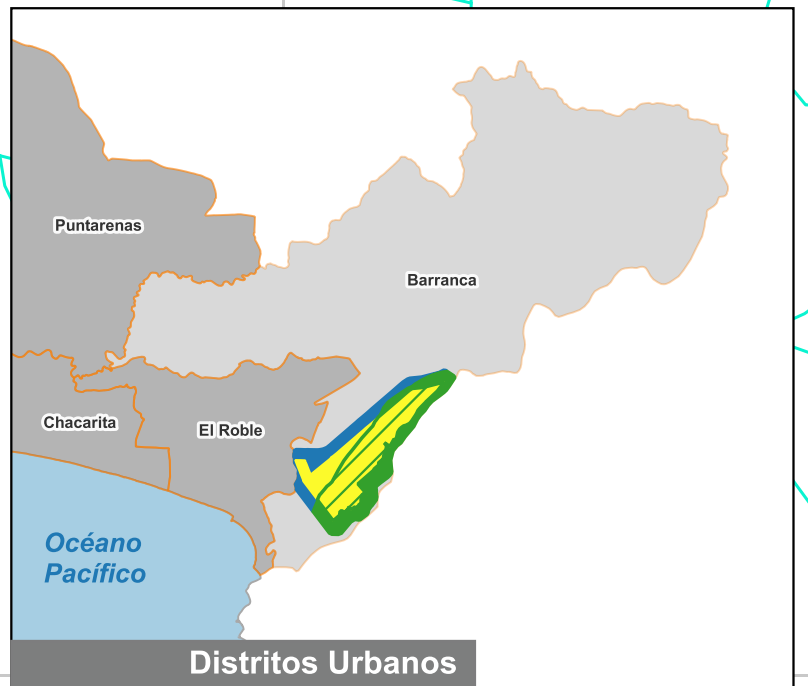 Puntarenas
Barranca
Chacarita
El Roble
Océano
Pacífico
Distritos Urbanos